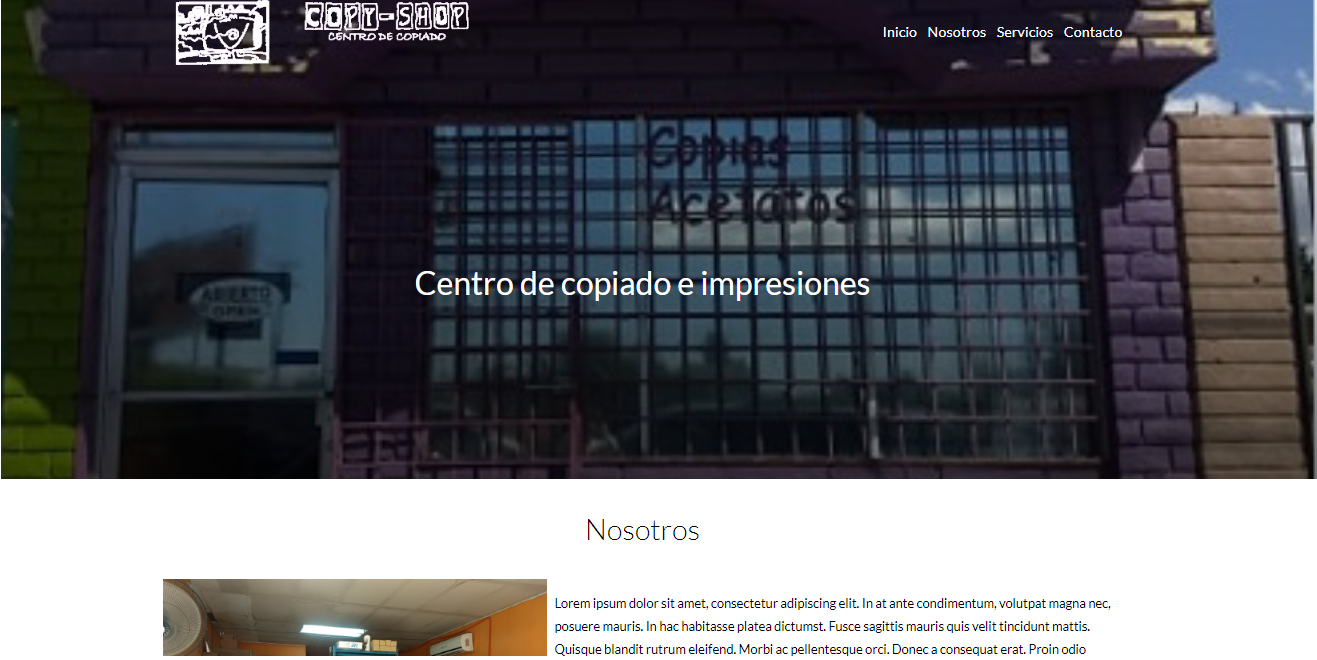 COPY-SHOP
CENTRO DE COPIADO
Inicio Nosotros Servicios Contacto
Copias
Acetatos
ABIERTO
OPEN
Centro de copiado e impresiones
Nosotros
Lorem ipsum dolor sit amet, consectetur adipiscing elit. In at ante condimentum, volutpat magna nec,
posuere mauris. In hac habitasse platea dictumst. Fusce sagittis mauris quis velit tincidunt mattis.
Quisque blandit rutrum eleifend. Morbi ac pellentesque orci. Donec a consequat erat. Proin odio